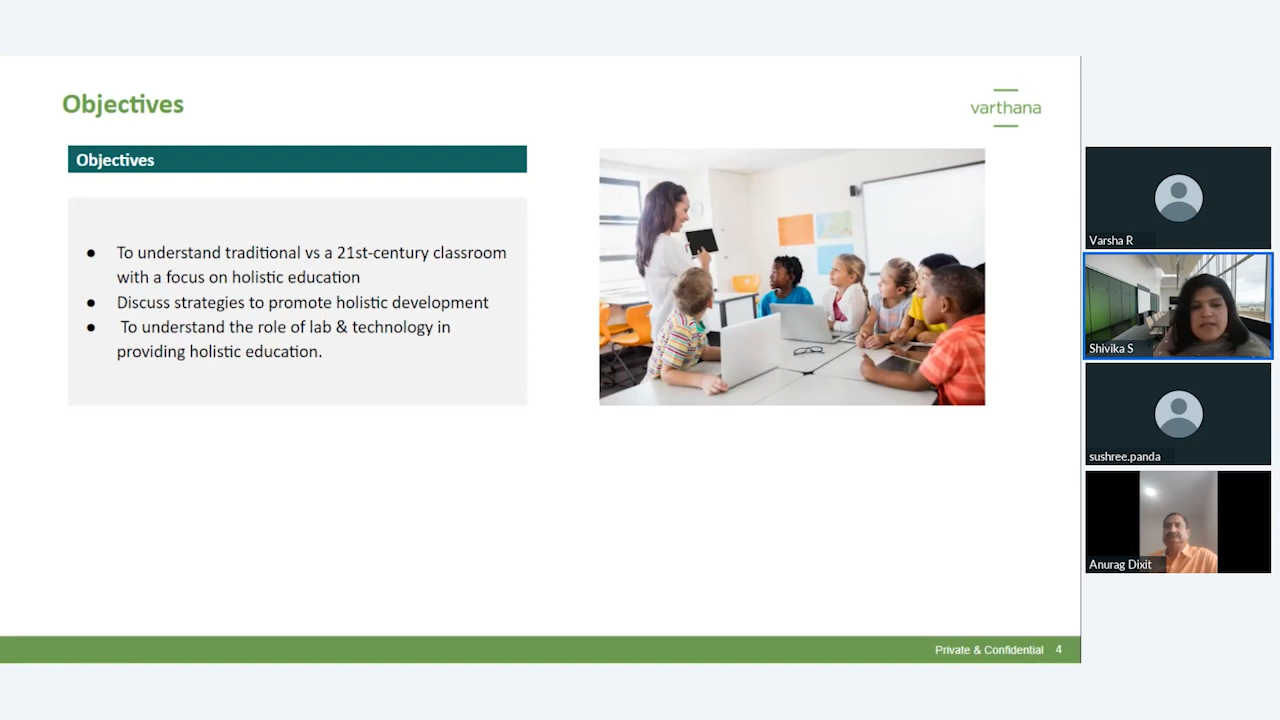 Objectives
varthana
Objectives
● To understand traditional vs a 21st-century classroom
with a focus on holistic education
● Discuss strategies to promote holistic development
● To understand the role of lab & technology in
providing holistic education.
Private & Confidential 4
Varsha R
Shivika S
sushree.panda
Anurag Dixit